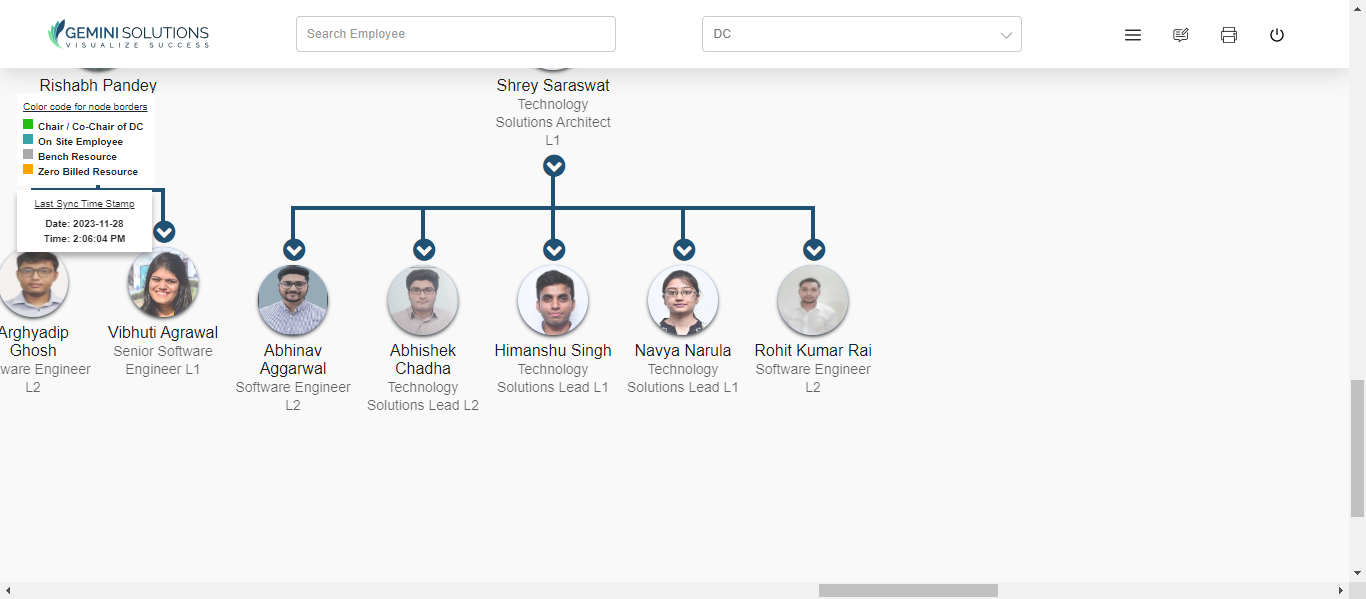 GEMINI SOLUTIONS
VISUALIZE SUCCESS
Search Employee
DC
Rishabh Pandey
Color code for node borders
Chair / Co-Chair of DC
On Site Employee
Bench Resource
Zero Billed Resource
Last Sync Time Stamp
Date: 2023-11-28
Time: 2:06:04 PM
Shrey Saraswat
Technology
Solutions Architect
L1
Arghyadip
Ghosh
ware Engineer
L2
Vibhuti Agrawal
Senior Software
Engineer L1
Abhinav
Aggarwal
Software Engineer
L2
Abhishek
Chadha
Technology
Solutions Lead L2
Himanshu Singh
Technology
Solutions Lead L1
Navya Narula
Technology
Solutions Lead L1
Rohit Kumar Rai
Software Engineer
L2